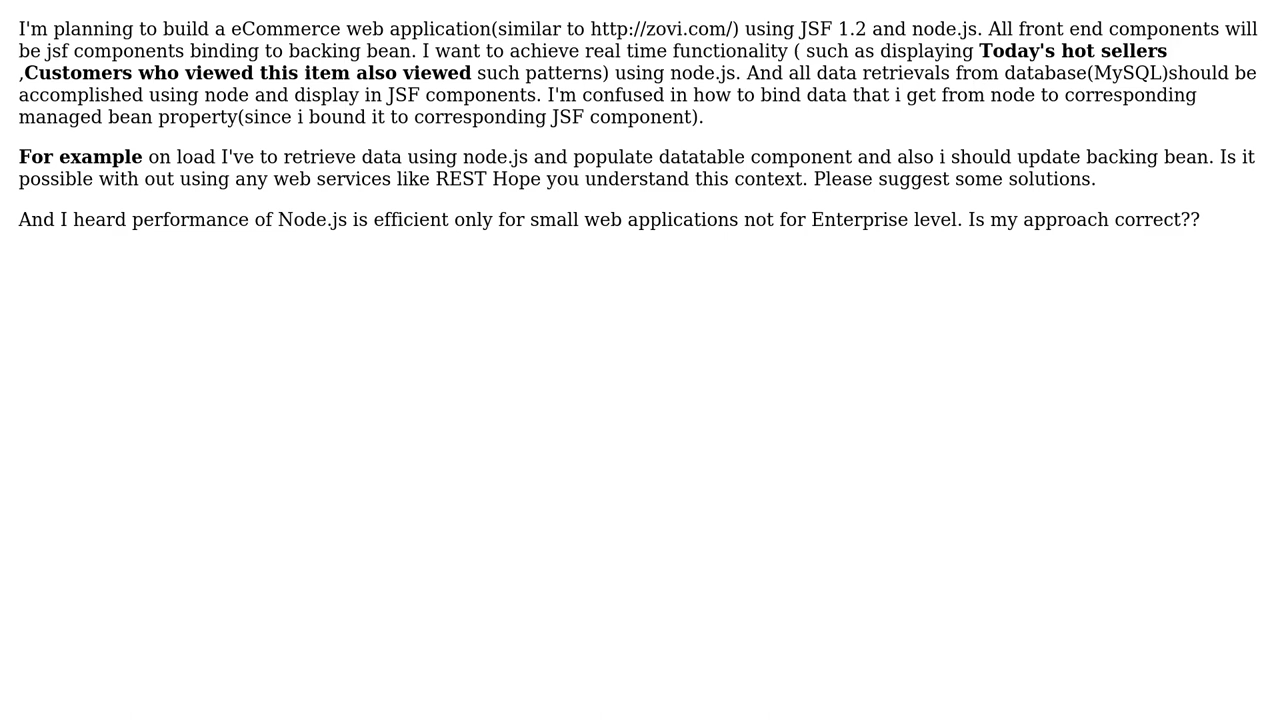 I'm planning to build a eCommerce web application(similar to http://zovi.com/) using JSF 1.2 and node.js. All front end components will
be jsf components binding to backing bean. I want to achieve real time functionality ( such as displaying Today's hot sellers
,Customers who viewed this item also viewed such patterns) using node.js. And all data retrievals from database(MySQL)should be
accomplished using node and display in JSF components. I'm confused in how to bind data that i get from node to corresponding
managed bean property(since i bound it to corresponding JSF component).
For example on load I've to retrieve data using node.js and populate datatable component and also i should update backing bean. Is it
possible with out using any web services like REST Hope you understand this context. Please suggest some solutions.
And I heard performance of Node.js is efficient only for small web applications not for Enterprise level. Is my approach correct??